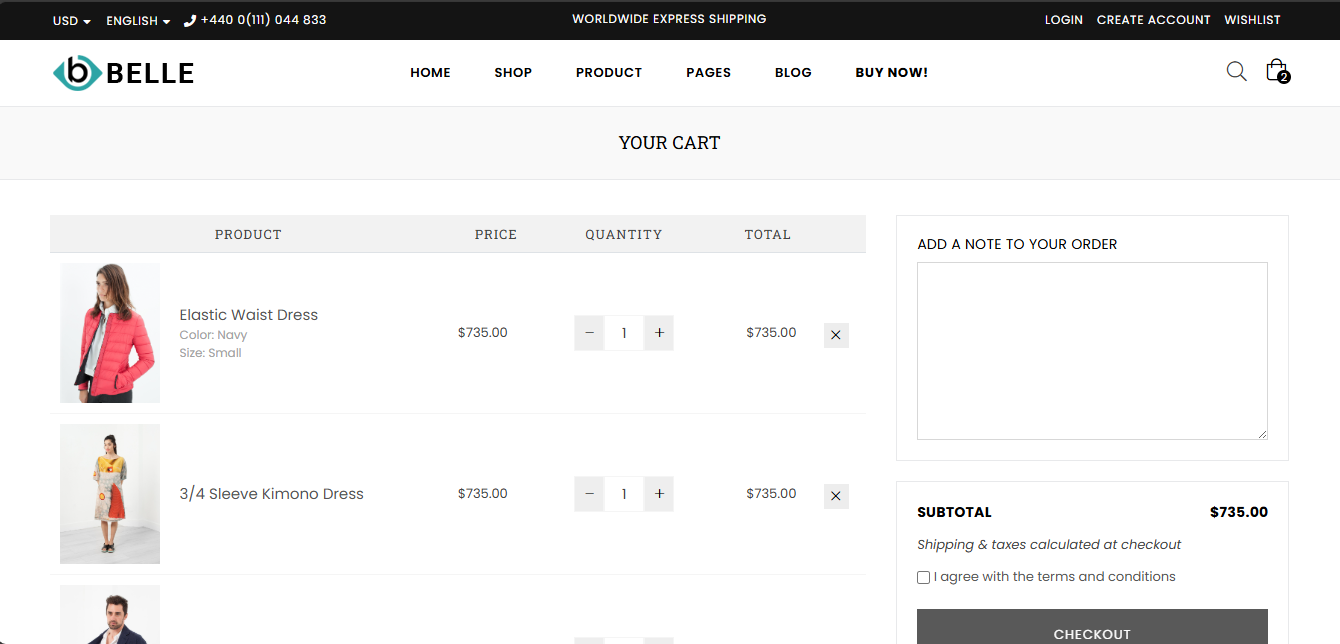 USD ENGLISH +440 0(111) 044 833 WORLDWIDE EXPRESS SHIPPING LOGIN CREATE ACCOUNT WISHLIST
b BELLE HOME SHOP PRODUCT PAGES BLOG BUY NOW! 2
YOUR CART
PRODUCT PRICE QUANTITY TOTAL
Elastic Waist Dress
Color: Navy
Size: Small
$735.00 − 1 + $735.00 ×
3/4 Sleeve Kimono Dress $735.00 − 1 + $735.00 ×
ADD A NOTE TO YOUR ORDER
SUBTOTAL $735.00
Shipping & taxes calculated at checkout
I agree with the terms and conditions
CHECKOUT